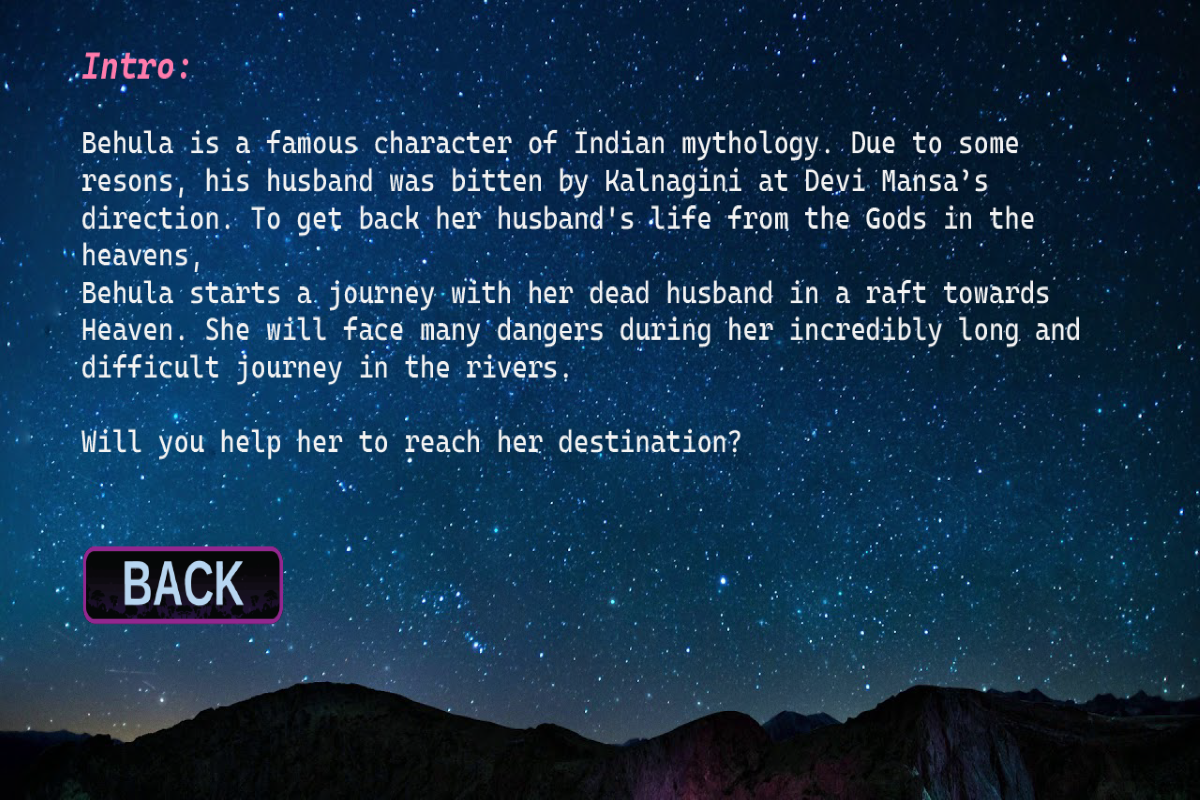 Intro:
Behula is a famous character of Indian mythology. Due to some
resons, his husband was bitten by Kalnagini at Devi Mansa’s
direction. To get back her husband's life from the Gods in the
heavens,
Behula starts a journey with her dead husband in a raft towards
Heaven. She will face many dangers during her incredibly long and
difficult journey in the rivers.
Will you help her to reach her destination?
BACK